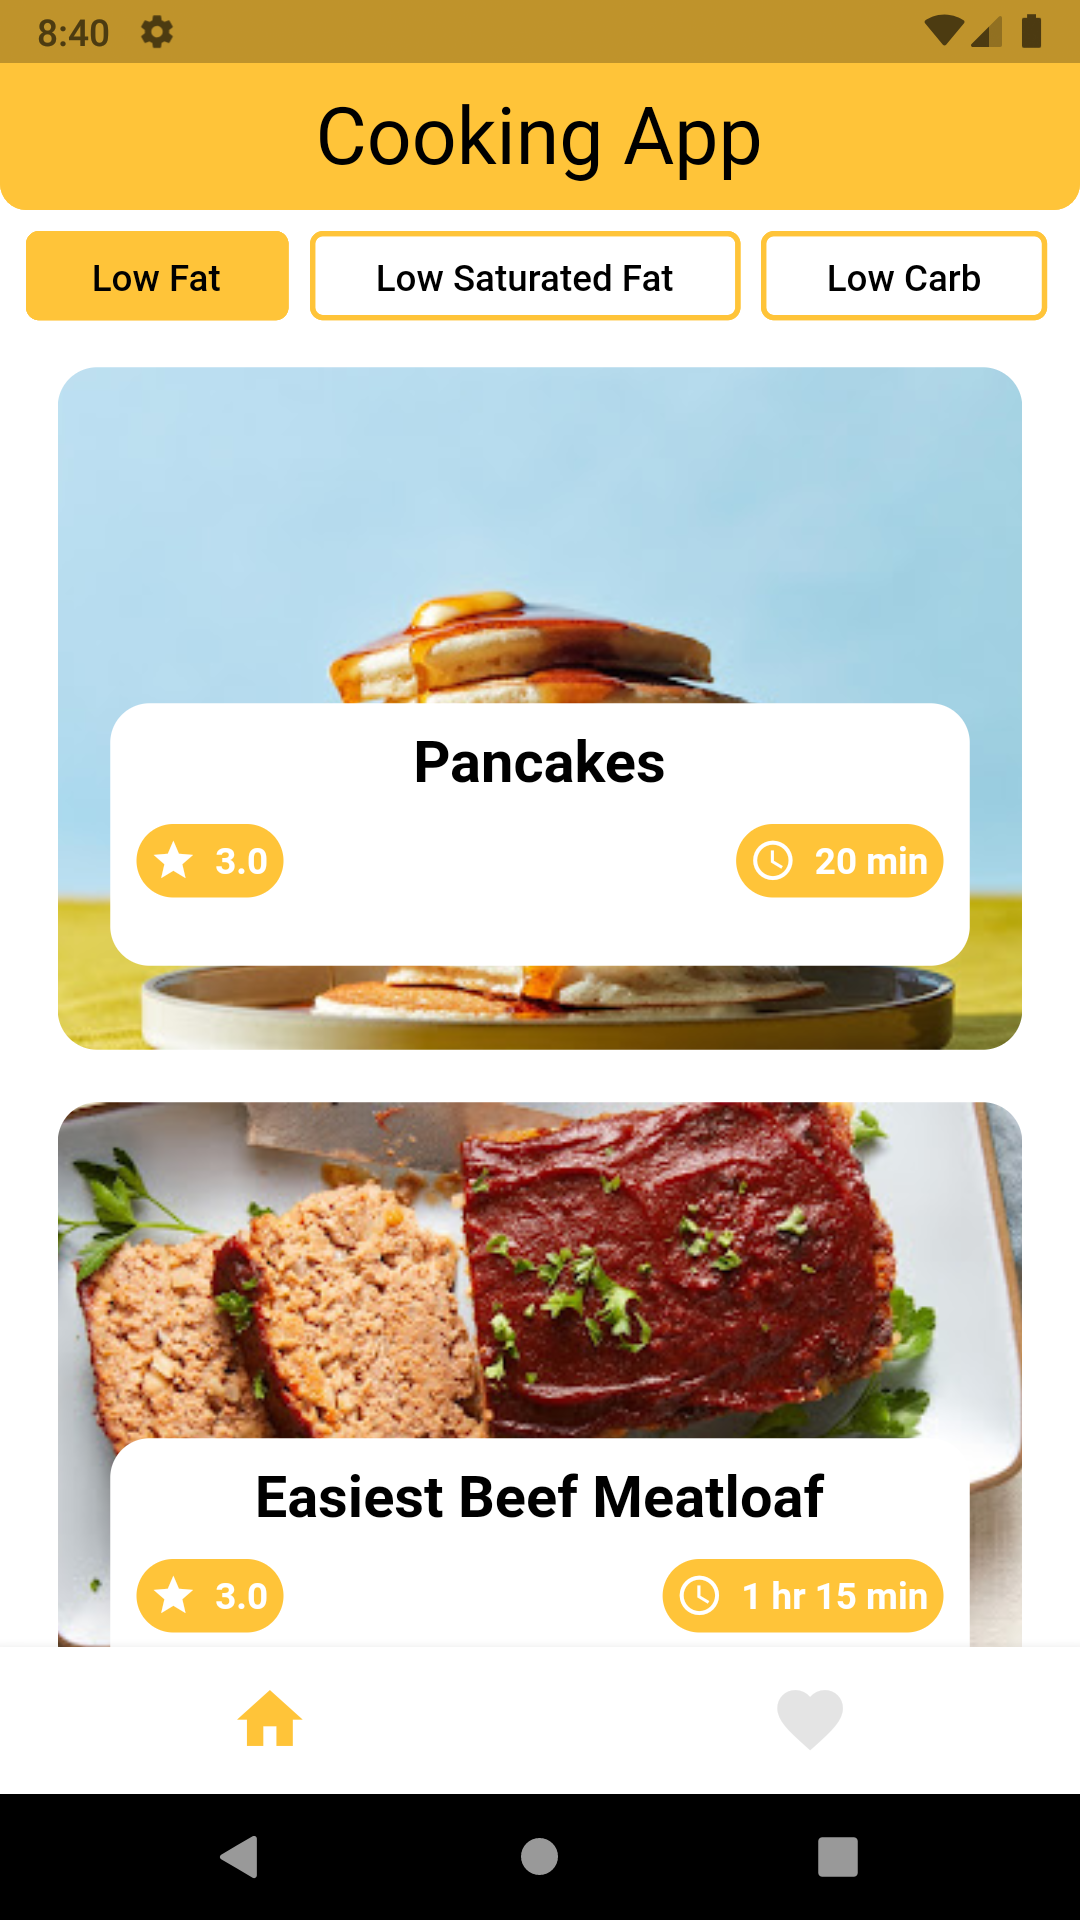 8:40
Cooking App
Low Fat
Low Saturated Fat
Low Carb
Pancakes
3.0
20 min
Easiest Beef Meatloaf
3.0
1 hr 15 min